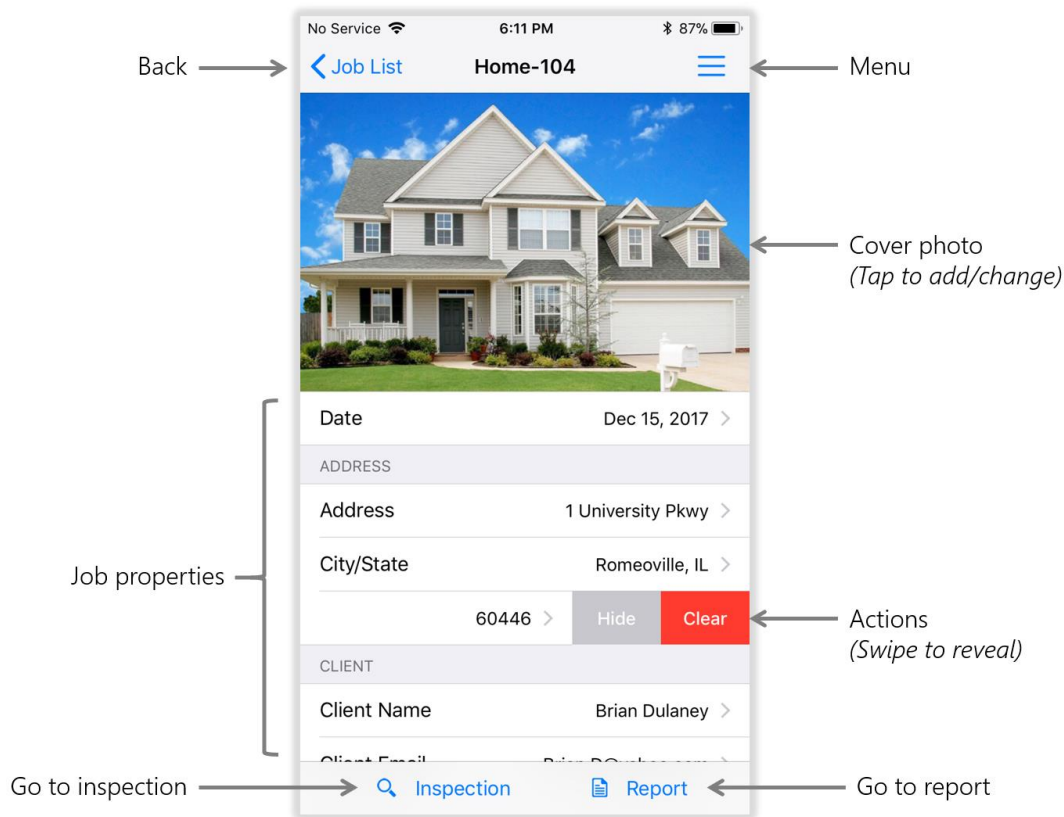 No Service 6:11 PM 87%
Back
Job List Home-104
Menu
Cover photo
(Tap to add/change)
Date Dec 15, 2017
ADDRESS
Address 1 University Pkwy
City/State Romeoville, IL
Job properties
60446 Hide Clear
Actions
(Swipe to reveal)
CLIENT
Client Name Brian Dulaney
Client Email
Go to inspection
Inspection Report
Go to report